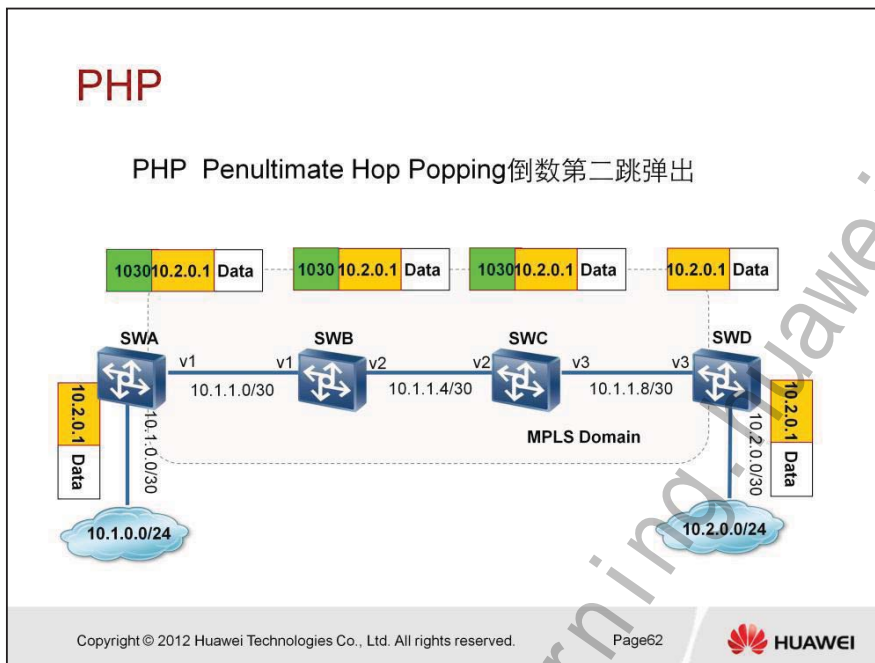 PHP
PHP Penultimate Hop Popping倒数第二跳弹出
1030 10.2.0.1 Data
1030 10.2.0.1 Data
1030 10.2.0.1 Data
10.2.0.1 Data
SWA
SWB
SWC
SWD
v1
v1
v2
v2
v3
v3
10.1.1.0/30
10.1.1.4/30
10.1.1.8/30
MPLS Domain
10.2.0.1 Data
10.1.0.0/30
10.2.0.0/30
10.2.0.1 Data
10.1.0.0/24
10.2.0.0/24
Copyright © 2012 Huawei Technologies Co., Ltd. All rights reserved.
Page62
HUAWEI
rning.huawei.